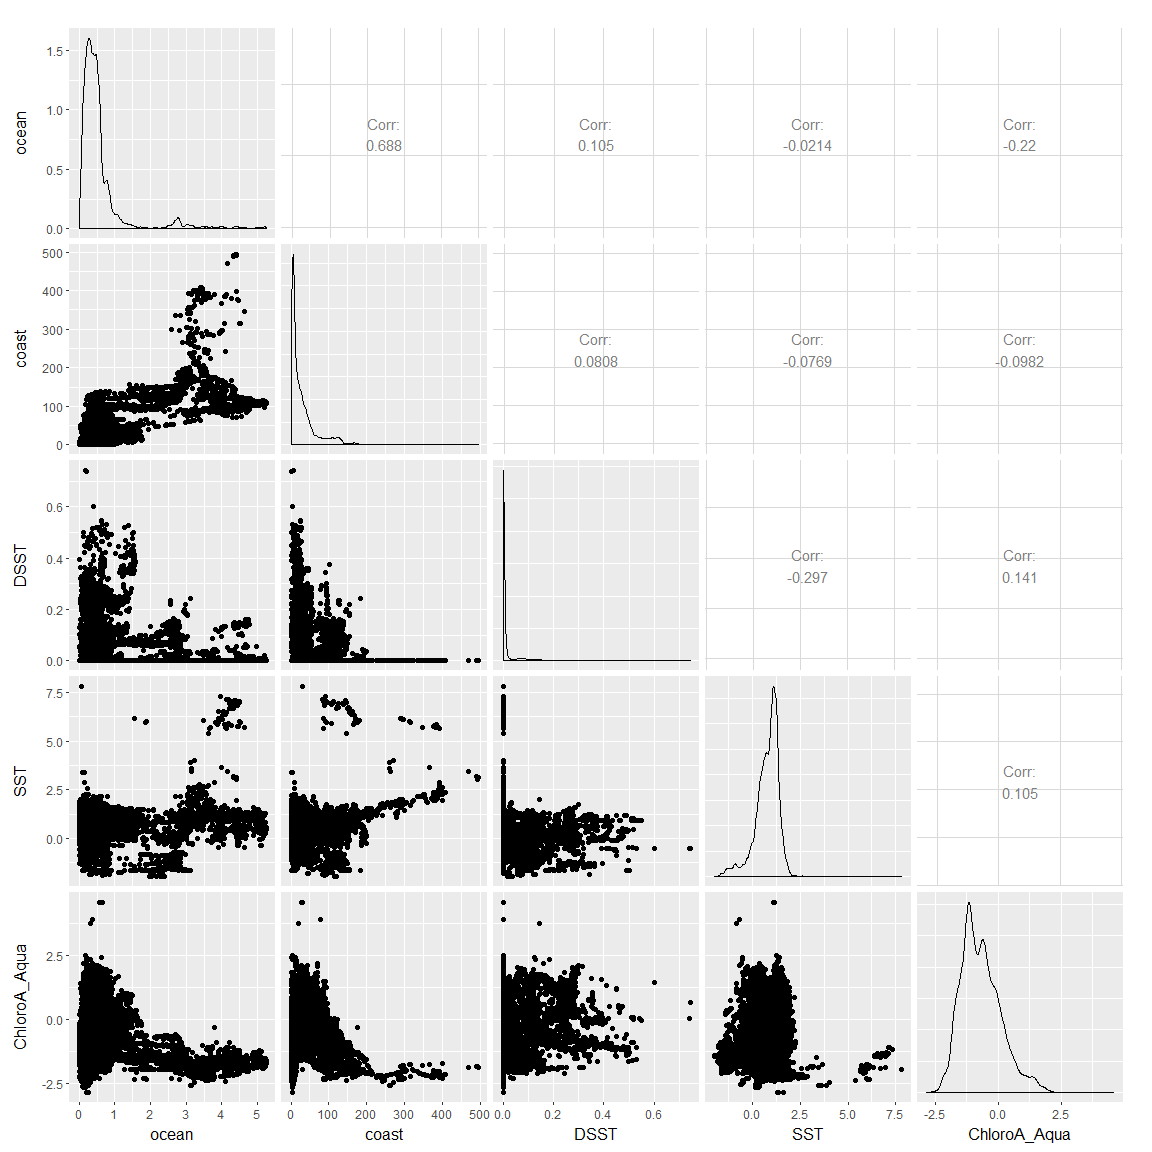 1.5
1.0
0.5
0.0
ocean
Corr:
0.688
Corr:
0.105
Corr:
-0.0214
Corr:
-0.22
500
400
300
200
100
0
coast
Corr:
0.0808
Corr:
-0.0769
Corr:
-0.0982
0.6
0.4
0.2
0.0
DSST
Corr:
-0.297
Corr:
0.141
7.5
5.0
2.5
0.0
SST
Corr:
0.105
2.5
0.0
-2.5
ChloroA_Aqua
0 1 2 3 4 5
0 100 200 300 400 500
0.0 0.2 0.4 0.6
0.0 2.5 5.0 7.5
-2.5 0.0 2.5
ocean
coast
DSST
SST
ChloroA_Aqua